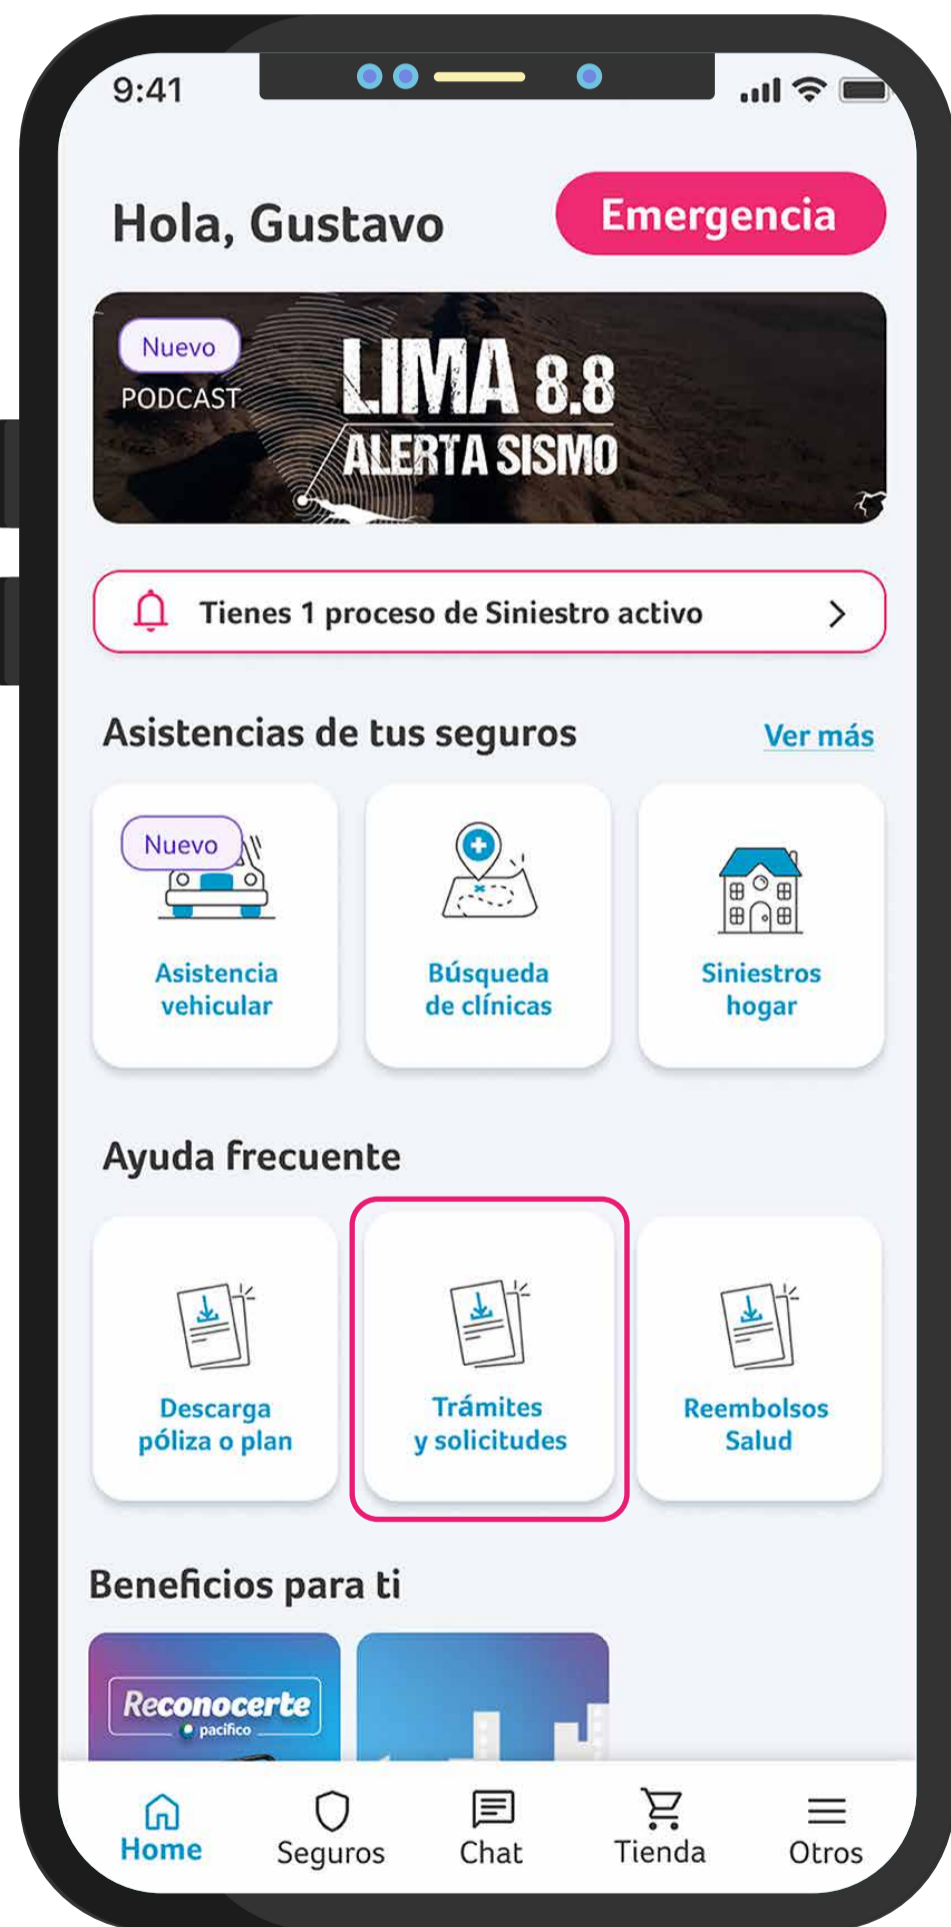 9:41
Hola, Gustavo
Emergencia
Nuevo
PODCAST
LIMA 8.8
ALERTA SISMO
Tienes 1 proceso de Siniestro activo
Asistencias de tus seguros
Ver más
Nuevo
Asistencia
vehicular
Búsqueda
de clínicas
Siniestros
hogar
Ayuda frecuente
Descarga
póliza o plan
Trámites
y solicitudes
Reembolsos
Salud
Beneficios para ti
Reconocerte
pacífico
Home
Seguros
Chat
Tienda
Otros